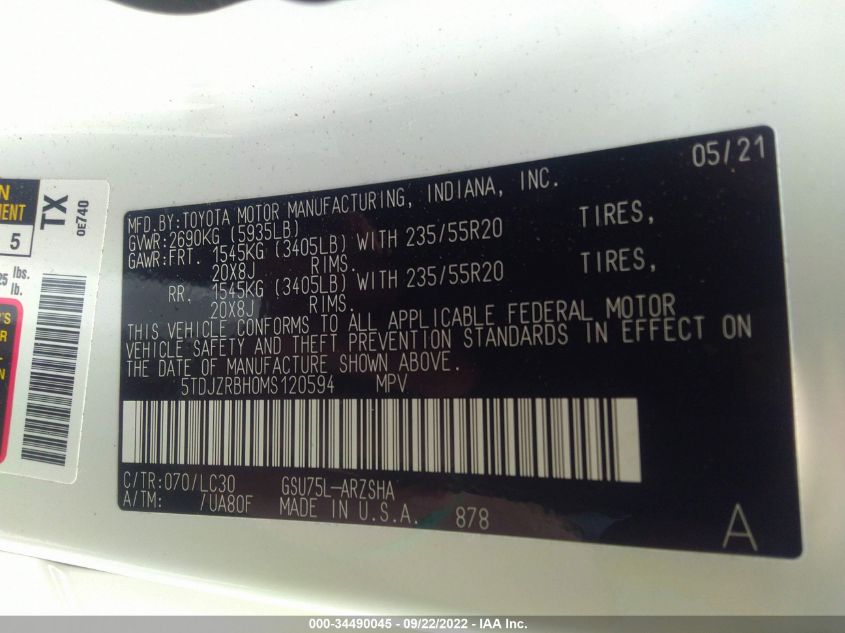 05/21
MFD.BY:TOYOTA MOTOR MANUFACTURING, INDIANA, INC.
GVWR:2690KG (5935LB)
GAWR:FRT. 1545KG (3405LB) WITH 235/55R20 TIRES,
20X8J RIMS.
RR. 1545KG (3405LB) WITH 235/55R20 TIRES,
20X8J RIMS.
THIS VEHICLE CONFORMS TO ALL APPLICABLE FEDERAL MOTOR
VEHICLE SAFETY AND THEFT PREVENTION STANDARDS IN EFFECT ON
THE DATE OF MANUFACTURE SHOWN ABOVE.
5TDJZRBH0MS120594 MPV
C/TR:070/LC30 GSU75L-ARZSHA
A/TM: /UA80F MADE IN U.S.A. 878
A
TX
0E740
5
lbs.
lb.
000-34490045 - 09/22/2022 - IAA Inc.